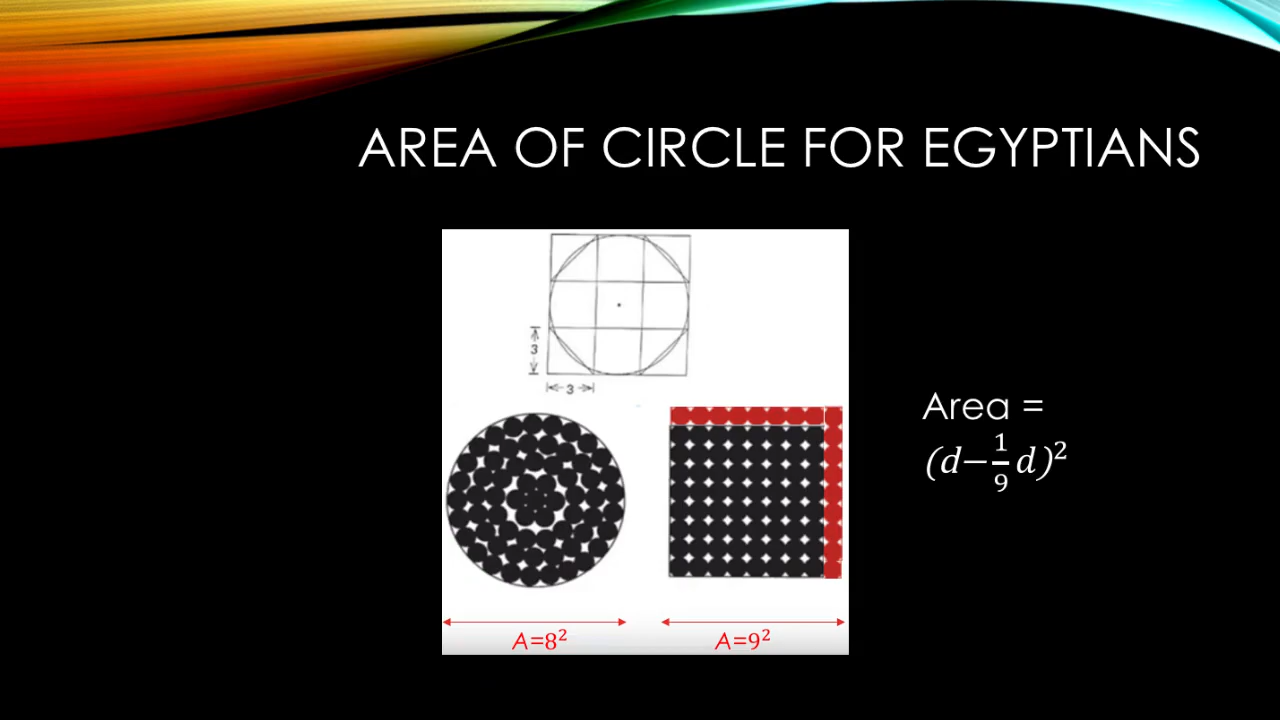 AREA OF CIRCLE FOR EGYPTIANS
3
3
A=8²
A=9²
Area =
(d−1/9 d)²